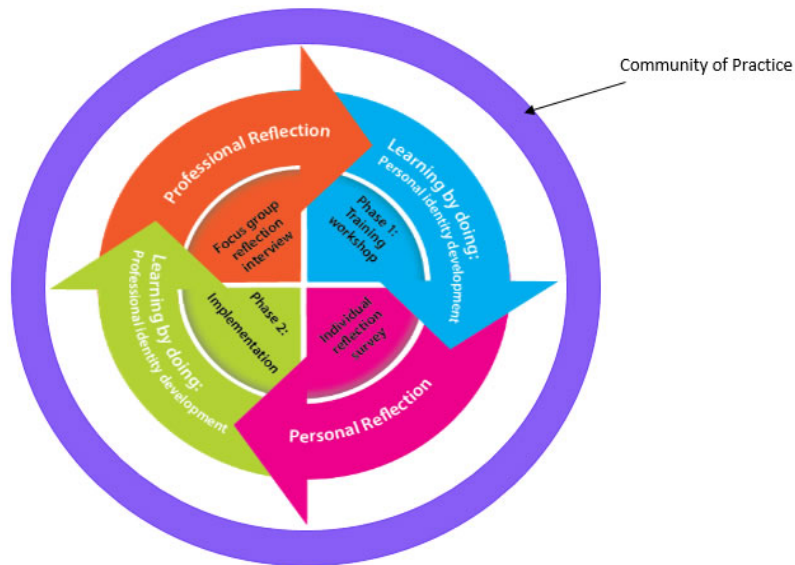 Community of Practice
Professional Reflection
Learning by doing:
Personal identity development
Focus group
reflection
interview
Phase 1:
Training
workshop
Phase 2:
Implementation
Individual
reflection
survey
Learning by doing:
Professional identity development
Personal Reflection